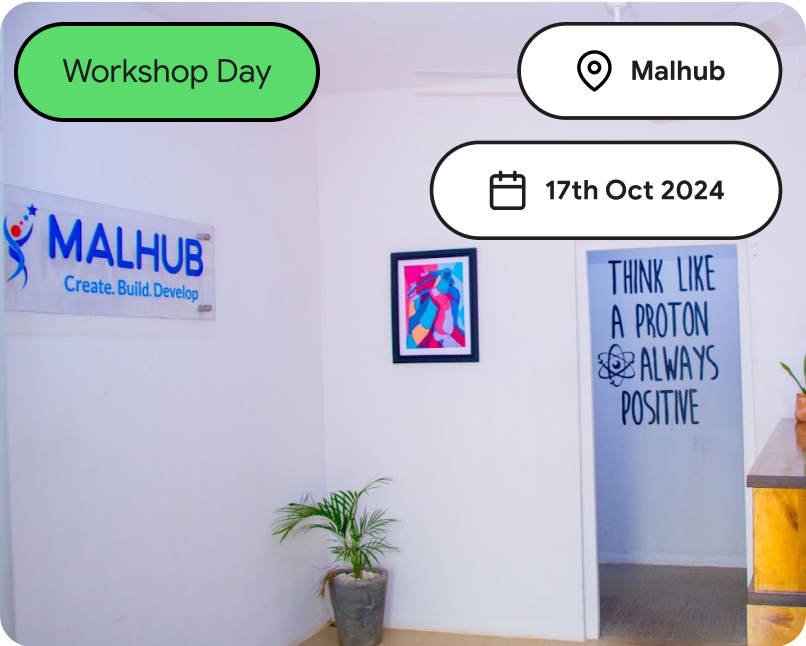 Workshop Day
Malhub
17th Oct 2024
MALHUB
Create. Build. Develop
THINK LIKE
A PROTON
ALWAYS
POSITIVE